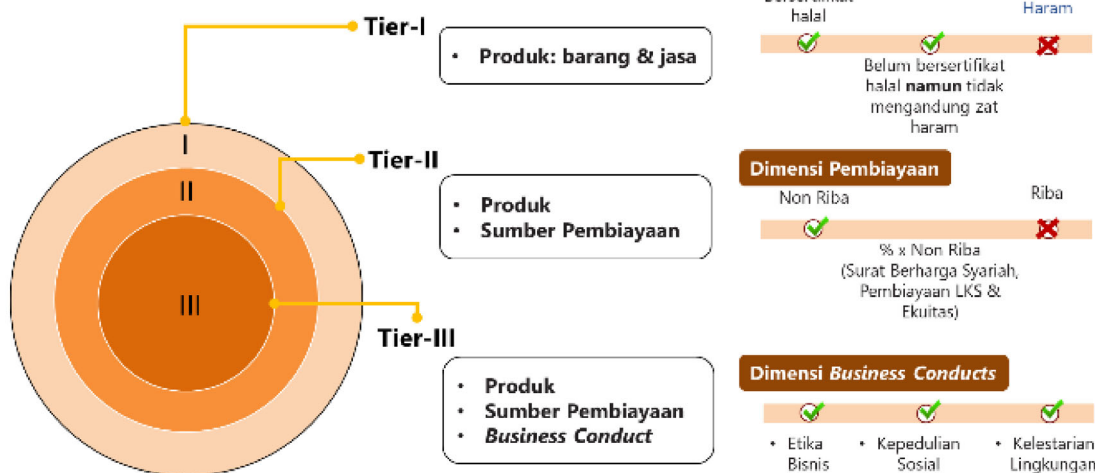 Tier-I
• Produk: barang & jasa
halal
Haram
Belum bersertifikat
halal namun tidak
mengandung zat
haram
I
II
III
Tier-II
• Produk
• Sumber Pembiayaan
Dimensi Pembiayaan
Non Riba
Riba
% x Non Riba
(Surat Berharga Syariah,
Pembiayaan LKS &
Ekuitas)
Tier-III
• Produk
• Sumber Pembiayaan
• Business Conduct
Dimensi Business Conducts
• Etika
Bisnis
• Kepedulian
Sosial
• Kelestarian
Lingkungan